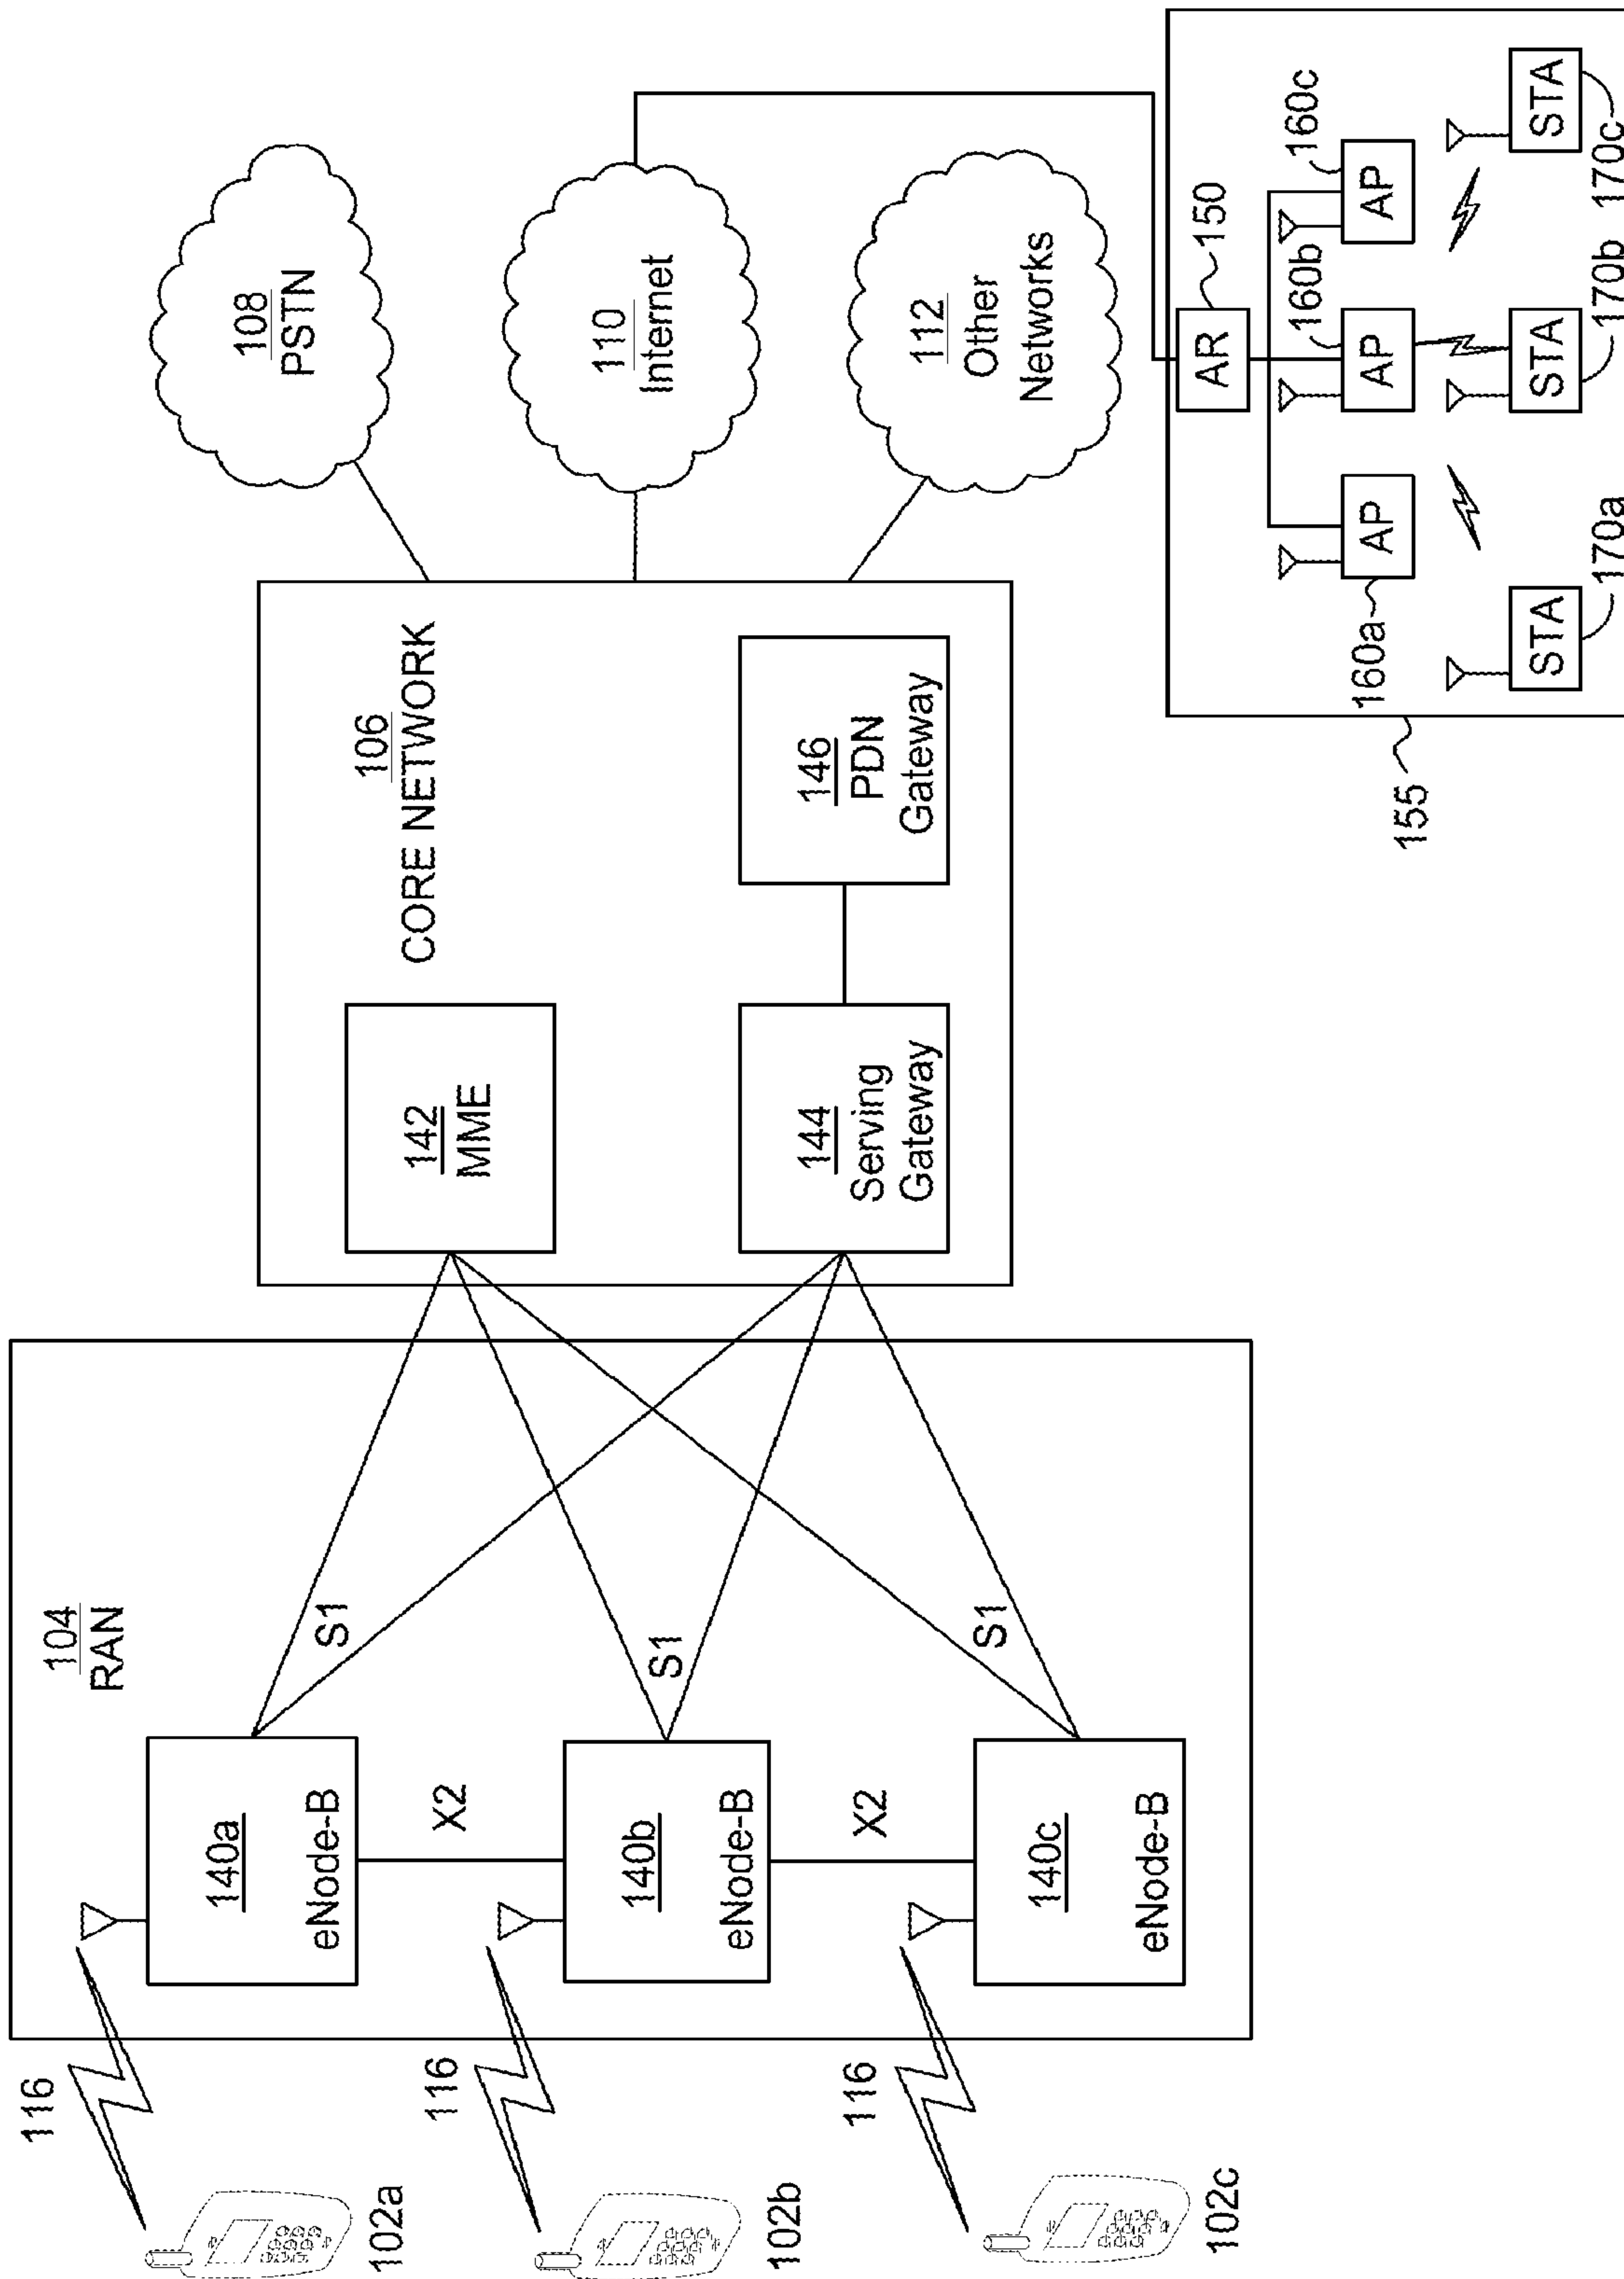 116
102a
116
102b
116
102c
104
RAN
140a
eNode-B
X2
140b
eNode-B
X2
140c
eNode-B
S1
S1
S1
106
CORE NETWORK
142
MME
144
Serving
Gateway
146
PDN
Gateway
108
PSTN
110
Internet
112
Other
Networks
155
AR
150
160a
AP
160b
AP
160c
AP
STA
170a
STA
170b
STA
170c